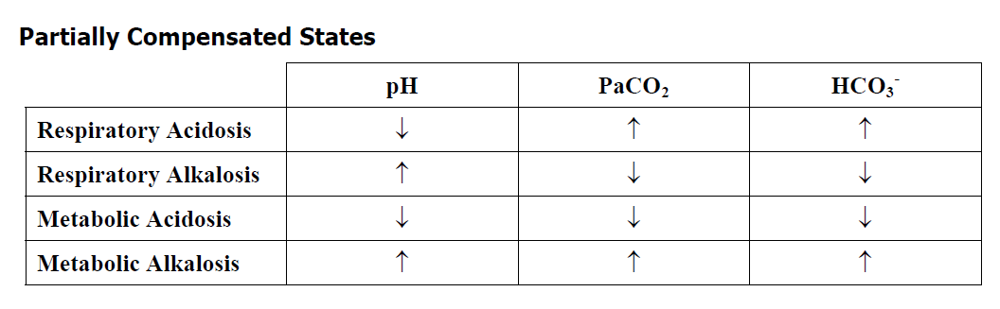 Partially Compensated States
pH PaCO₂ HCO₃⁻
Respiratory Acidosis ↓ ↑ ↑
Respiratory Alkalosis ↑ ↓ ↓
Metabolic Acidosis ↓ ↓ ↓
Metabolic Alkalosis ↑ ↑ ↑